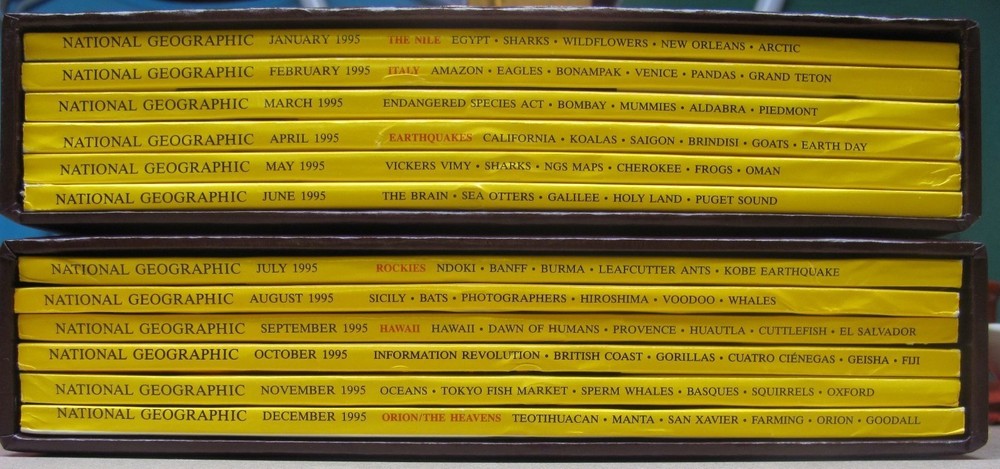 NATIONAL GEOGRAPHIC JANUARY 1995 THE NILE EGYPT • SHARKS • WILDFLOWERS • NEW ORLEANS • ARCTIC
NATIONAL GEOGRAPHIC FEBRUARY 1995 ITALY AMAZON • EAGLES • BONAMPAK • VENICE • PANDAS • GRAND TETON
NATIONAL GEOGRAPHIC MARCH 1995 ENDANGERED SPECIES ACT • BOMBAY • MUMMIES • ALDABRA • PIEDMONT
NATIONAL GEOGRAPHIC APRIL 1995 EARTHQUAKES CALIFORNIA • KOALAS • SAIGON • BRINDISI • GOATS • EARTH DAY
NATIONAL GEOGRAPHIC MAY 1995 VICKERS VIMY • SHARKS • NGS MAPS • CHEROKEE • FROGS • OMAN
NATIONAL GEOGRAPHIC JUNE 1995 THE BRAIN • SEA OTTERS • GALILEE • HOLY LAND • PUGET SOUND
NATIONAL GEOGRAPHIC JULY 1995 ROCKIES NDOKI • BANFF • BURMA • LEAFCUTTER ANTS • KOBE EARTHQUAKE
NATIONAL GEOGRAPHIC AUGUST 1995 SICILY • BATS • PHOTOGRAPHERS • HIROSHIMA • VOODOO • WHALES
NATIONAL GEOGRAPHIC SEPTEMBER 1995 HAWAII HAWAII • DAWN OF HUMANS • PROVENCE • HUAUTLA • CUTTLEFISH • EL SALVADOR
NATIONAL GEOGRAPHIC OCTOBER 1995 INFORMATION REVOLUTION • BRITISH COAST • GORILLAS • CUATRO CIÉNEGAS • GEISHA • FIJI
NATIONAL GEOGRAPHIC NOVEMBER 1995 OCEANS • TOKYO FISH MARKET • SPERM WHALES • BASQUES • SQUIRRELS • OXFORD
NATIONAL GEOGRAPHIC DECEMBER 1995 ORION/THE HEAVENS TEOTIHUACAN • MANTA • SAN XAVIER • FARMING • ORION • GOODALL